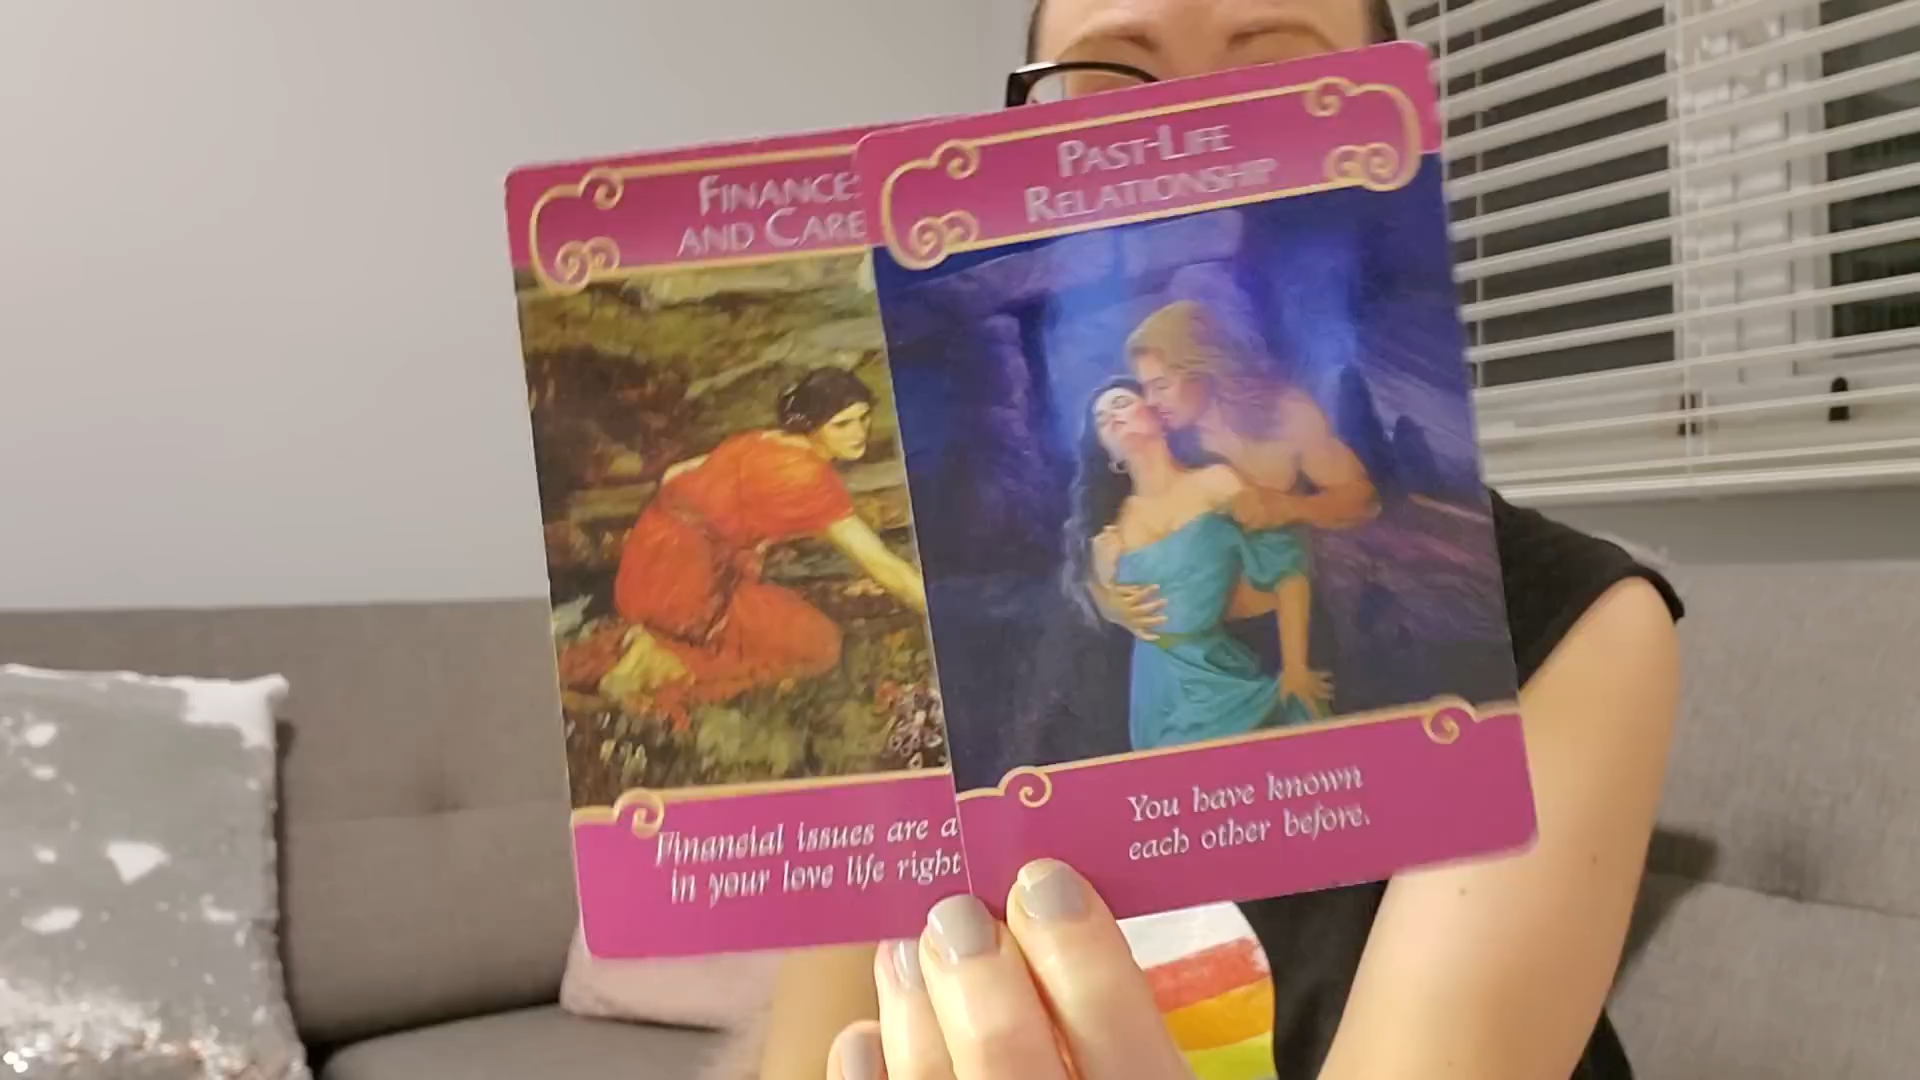 FINANCE
AND CARE
Financial issues are a
in your love life right
PAST-LIFE
RELATIONSHIP
You have known
each other before.